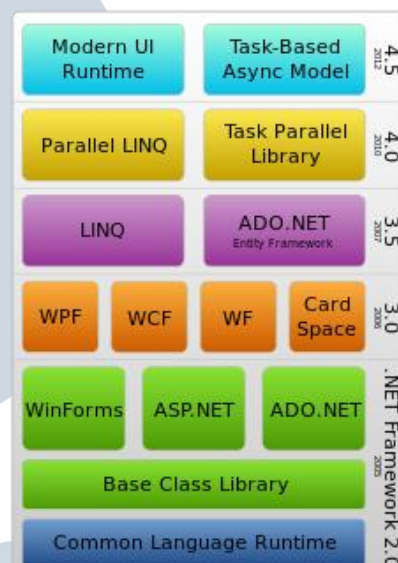 Modern UI
Runtime
Task-Based
Async Model
4.5
2012
Parallel LINQ
Task Parallel
Library
4.0
2010
LINQ
ADO.NET
Entity Framework
3.5
2007
WPF
WCF
WF
Card
Space
3.0
2006
WinForms
ASP.NET
ADO.NET
.NET Framework 2.0
2005
Base Class Library
Common Language Runtime